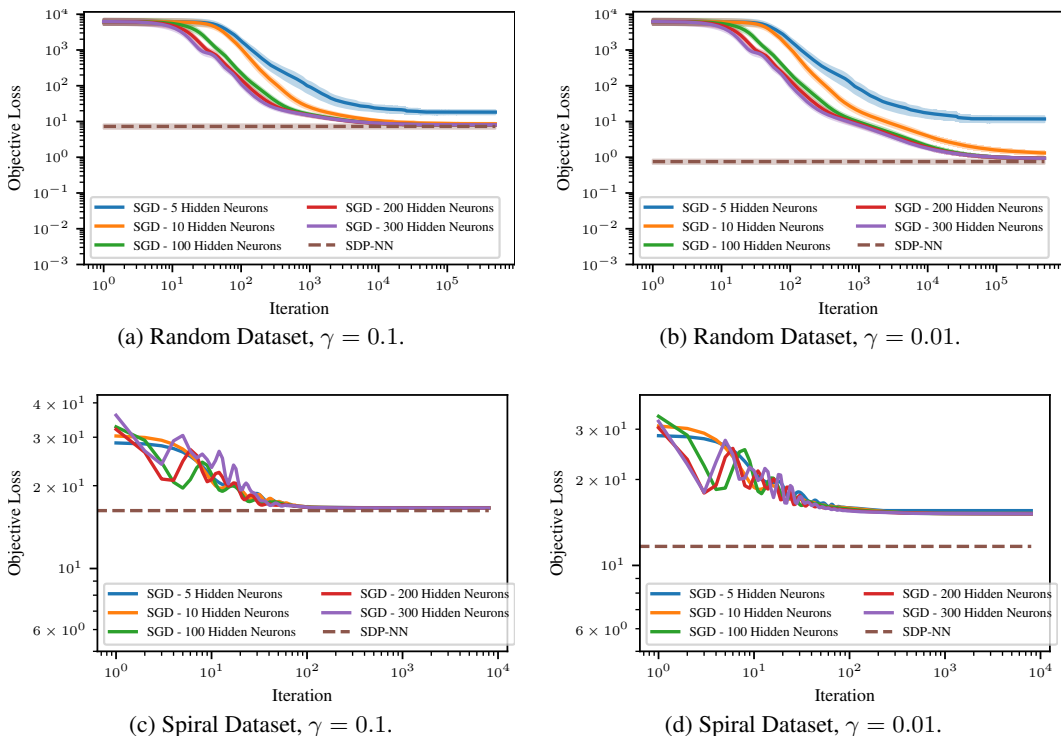 10⁴
10³
10²
10¹
10⁰
10⁻¹
10⁻²
10⁻³
Objective Loss
SGD - 5 Hidden Neurons
SGD - 10 Hidden Neurons
SGD - 100 Hidden Neurons
SGD - 200 Hidden Neurons
SGD - 300 Hidden Neurons
SDP-NN
10⁰ 10¹ 10² 10³ 10⁴ 10⁵
Iteration
(a) Random Dataset, γ = 0.1.
10⁴
10³
10²
10¹
10⁰
10⁻¹
10⁻²
10⁻³
Objective Loss
SGD - 5 Hidden Neurons
SGD - 10 Hidden Neurons
SGD - 100 Hidden Neurons
SGD - 200 Hidden Neurons
SGD - 300 Hidden Neurons
SDP-NN
10⁰ 10¹ 10² 10³ 10⁴ 10⁵
Iteration
(b) Random Dataset, γ = 0.01.
4 × 10¹
3 × 10¹
2 × 10¹
10¹
6 × 10⁰
Objective Loss
SGD - 5 Hidden Neurons
SGD - 10 Hidden Neurons
SGD - 100 Hidden Neurons
SGD - 200 Hidden Neurons
SGD - 300 Hidden Neurons
SDP-NN
10⁰ 10¹ 10² 10³ 10⁴
Iteration
(c) Spiral Dataset, γ = 0.1.
3 × 10¹
2 × 10¹
10¹
6 × 10⁰
Objective Loss
SGD - 5 Hidden Neurons
SGD - 10 Hidden Neurons
SGD - 100 Hidden Neurons
SGD - 200 Hidden Neurons
SGD - 300 Hidden Neurons
SDP-NN
10⁰ 10¹ 10² 10³ 10⁴
Iteration
(d) Spiral Dataset, γ = 0.01.